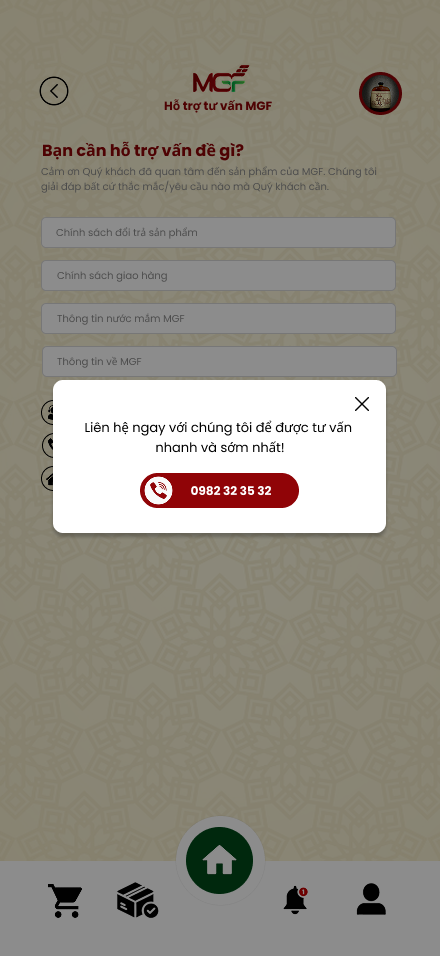 MGF
Hỗ trợ tư vấn MGF
Bạn cần hỗ trợ vấn đề gì?
Cảm ơn Quý khách đã quan tâm đến sản phẩm của MGF. Chúng tôi
giải đáp bất cứ thắc mắc/yêu cầu nào mà Quý khách cần.
Chính sách đổi trả sản phẩm
Chính sách giao hàng
Thông tin nước mắm MGF
Thông tin về MGF
Liên hệ ngay với chúng tôi để được tư vấn
nhanh và sớm nhất!
0982 32 35 32